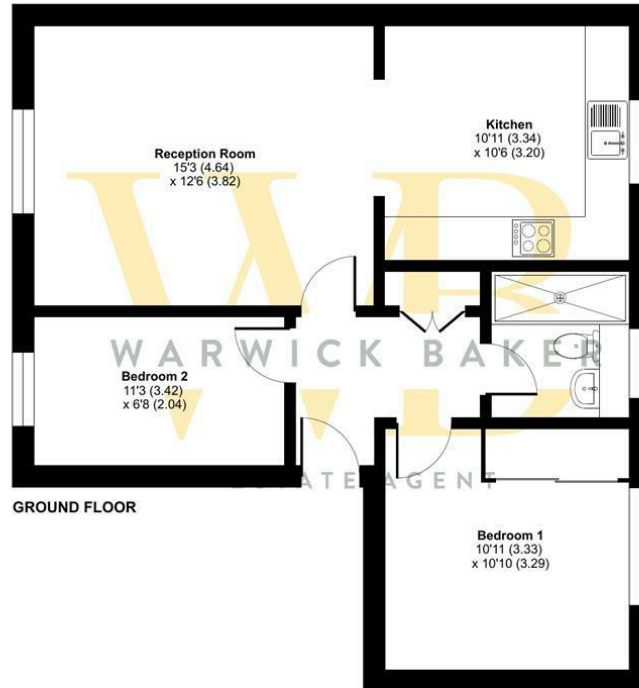 Kitchen
10'11 (3.34)
x 10'6 (3.20)
Reception Room
15'3 (4.64)
x 12'6 (3.82)
WB
WARWICK BAKER
ESTATE AGENT
Bedroom 2
11'3 (3.42)
x 6'8 (2.04)
GROUND FLOOR
Bedroom 1
10'11 (3.33)
x 10'10 (3.29)